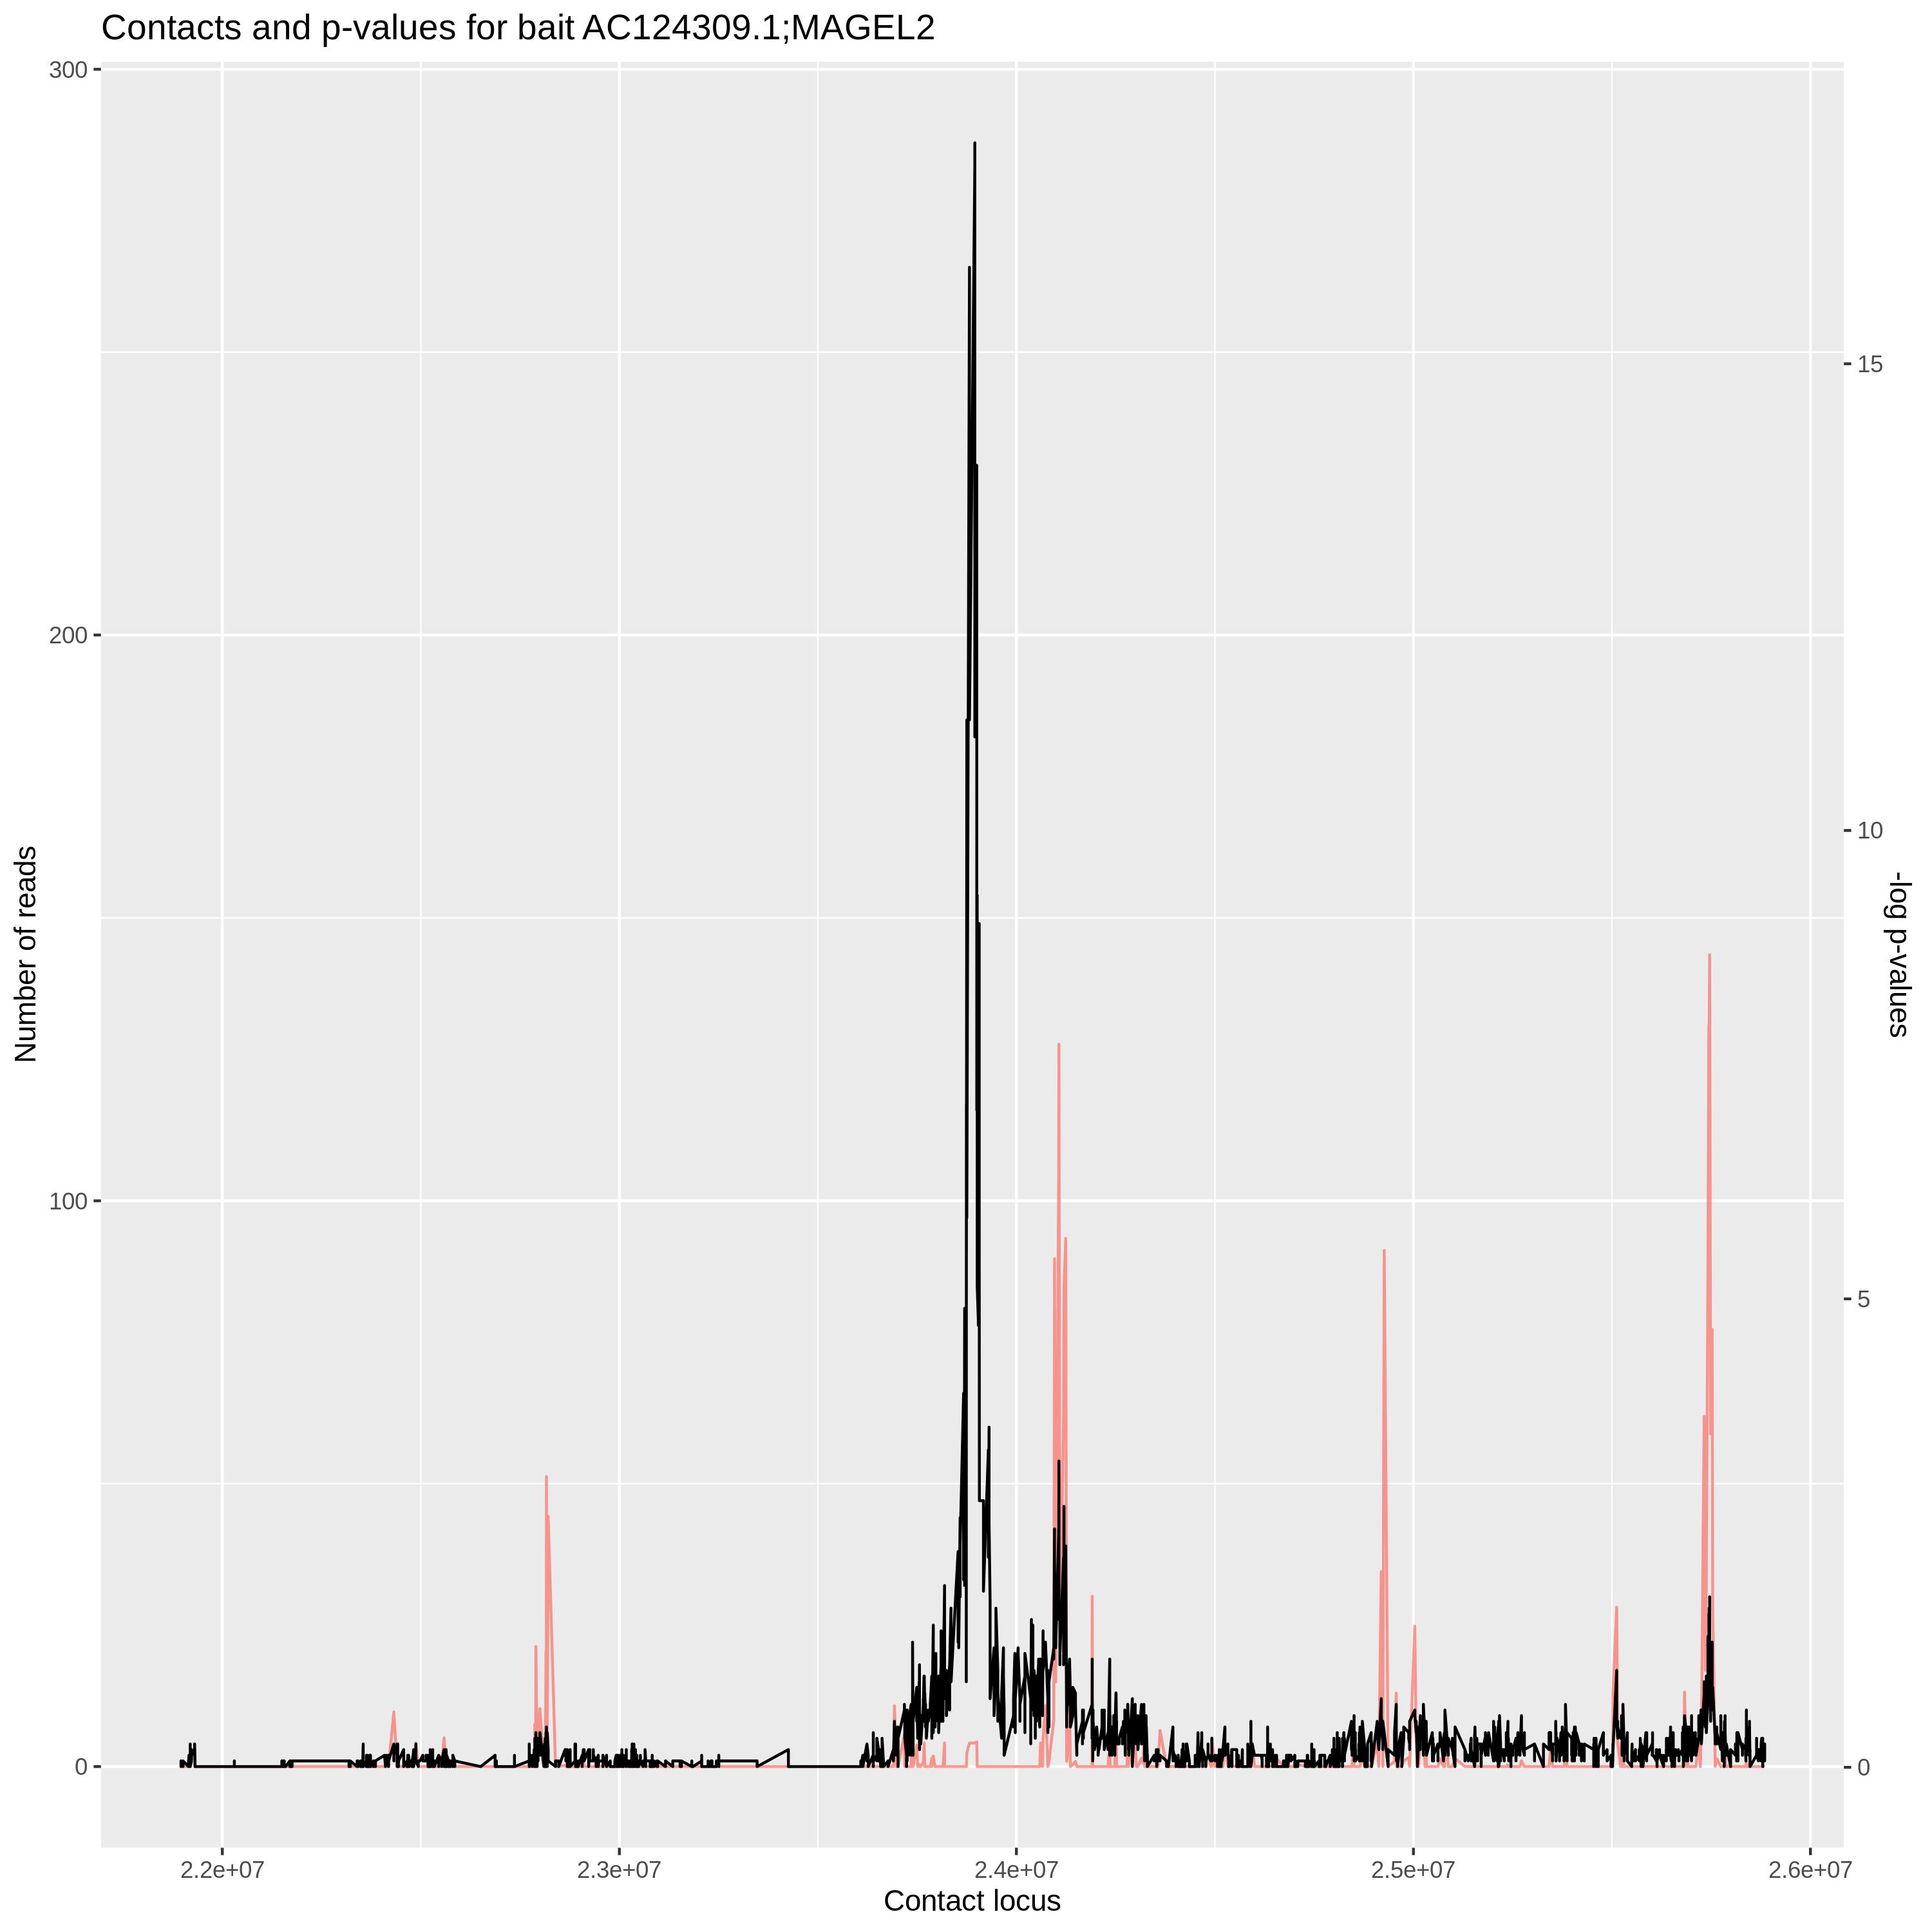 Contacts and p-values for bait AC124309.1;MAGEL2
300
200
100
0
Number of reads
15
10
5
0
-log p-values
2.2e+07 2.3e+07 2.4e+07 2.5e+07 2.6e+07
Contact locus